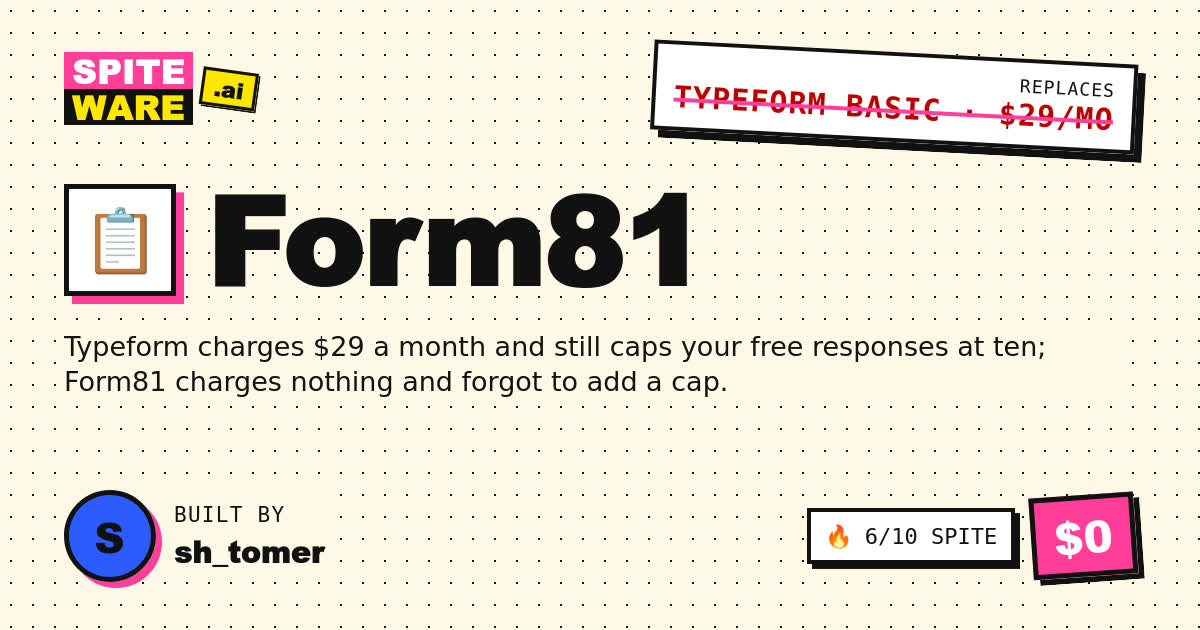 SPITE
WARE
.ai
REPLACES
TYPEFORM BASIC · $29/MO
Form81
Typeform charges $29 a month and still caps your free responses at ten;
Form81 charges nothing and forgot to add a cap.
S
BUILT BY
sh_tomer
🔥 6/10 SPITE
$0